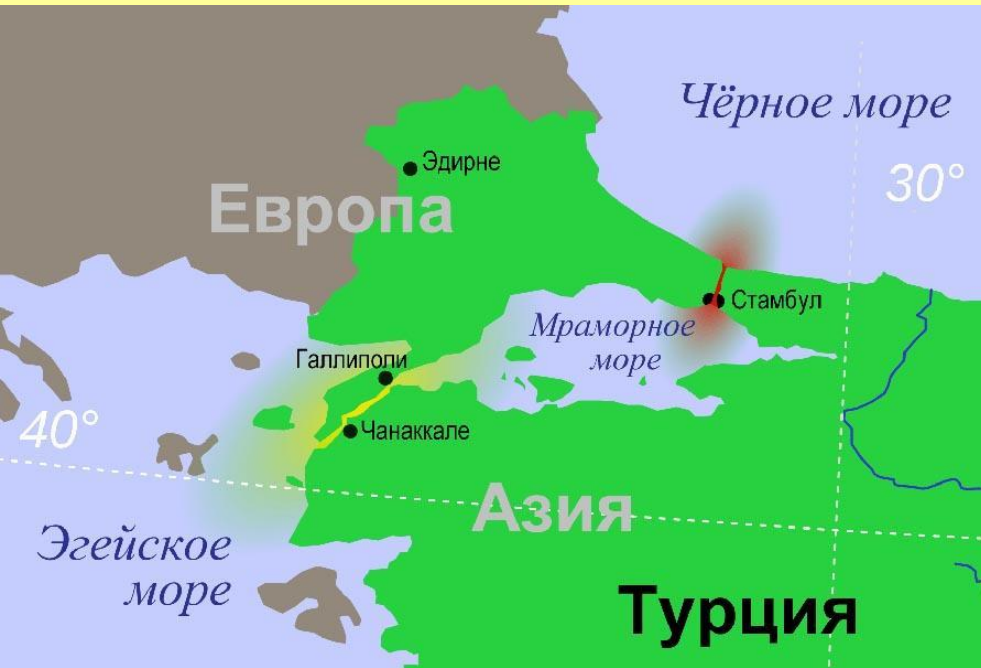 Чёрное море
Эдирне
30°
Европа
Стамбул
Мраморное
море
Галлиполи
40°
Чанаккале
Азия
Эгейское
море
Турция